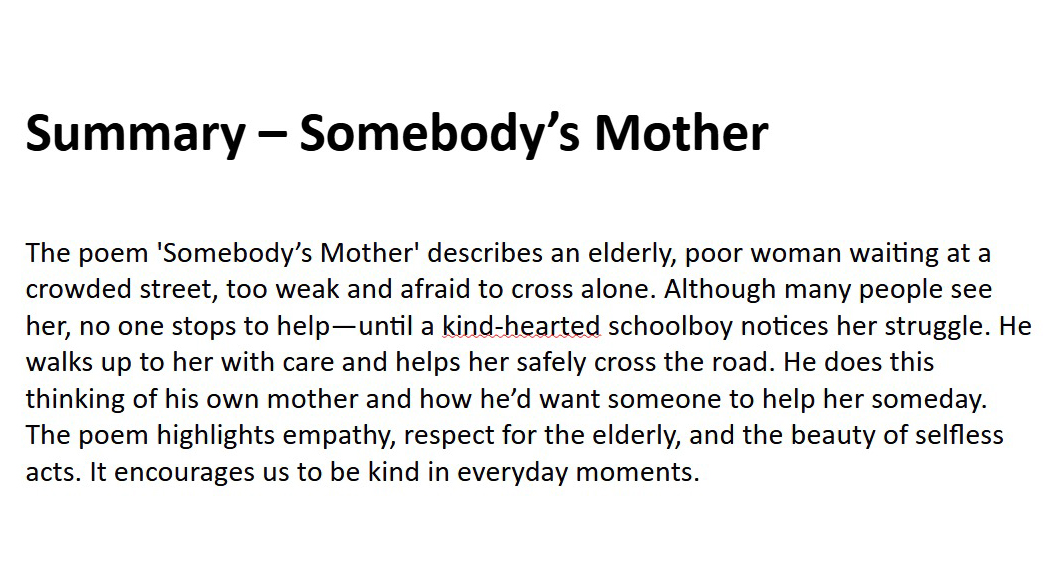 Summary – Somebody’s Mother
The poem 'Somebody’s Mother' describes an elderly, poor woman waiting at a
crowded street, too weak and afraid to cross alone. Although many people see
her, no one stops to help—until a kind-hearted schoolboy notices her struggle. He
walks up to her with care and helps her safely cross the road. He does this
thinking of his own mother and how he’d want someone to help her someday.
The poem highlights empathy, respect for the elderly, and the beauty of selfless
acts. It encourages us to be kind in everyday moments.